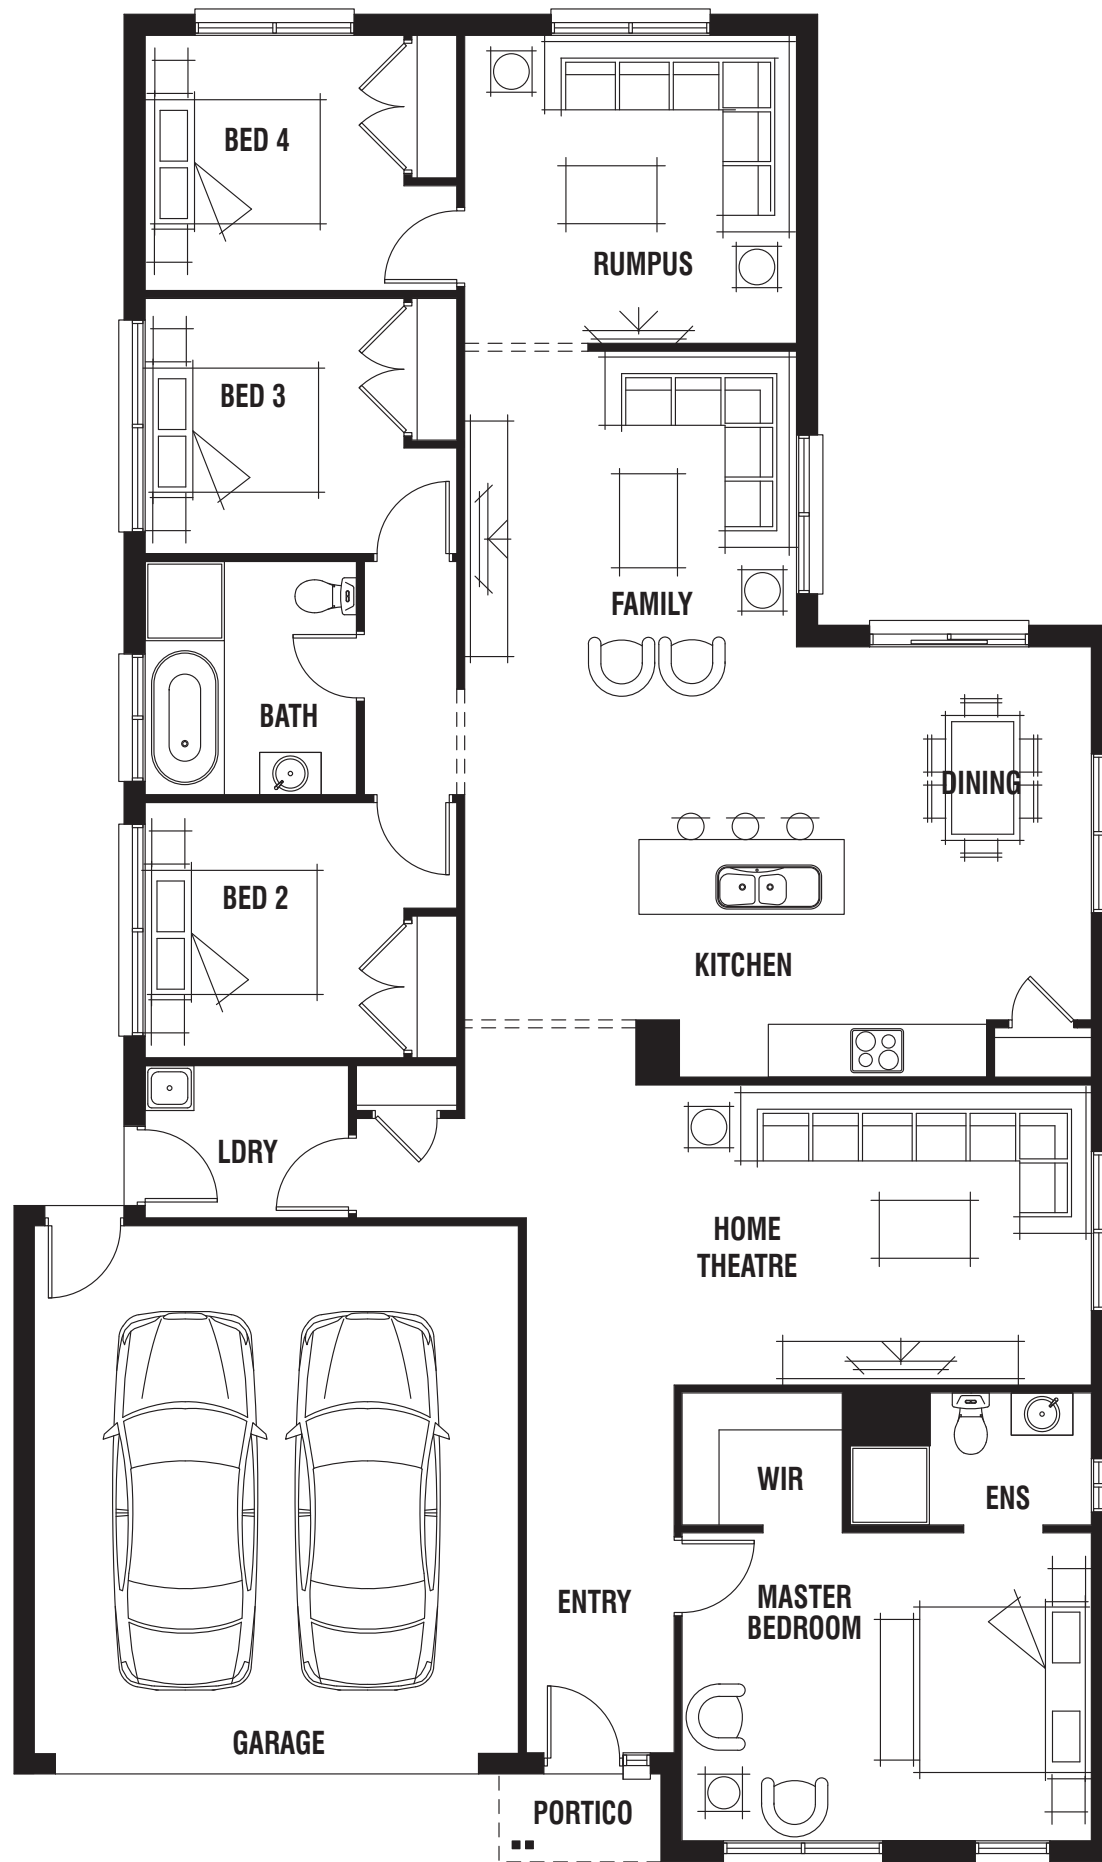 BED 4
RUMPUS
BED 3
FAMILY
BATH
DINING
BED 2
KITCHEN
LDRY
HOME
THEATRE
WIR
ENS
ENTRY
MASTER
BEDROOM
GARAGE
PORTICO